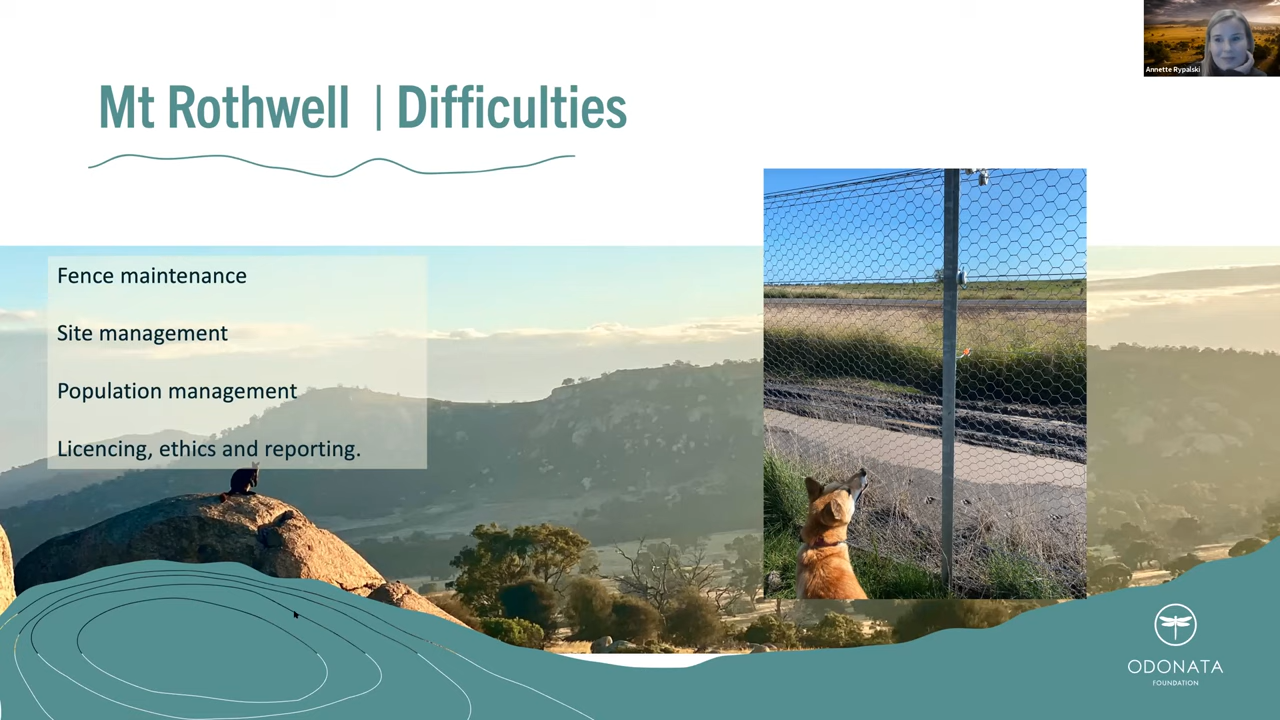 Annette Rypalski
Mt Rothwell | Difficulties
Fence maintenance
Site management
Population management
Licencing, ethics and reporting.
ODONATA
FOUNDATION